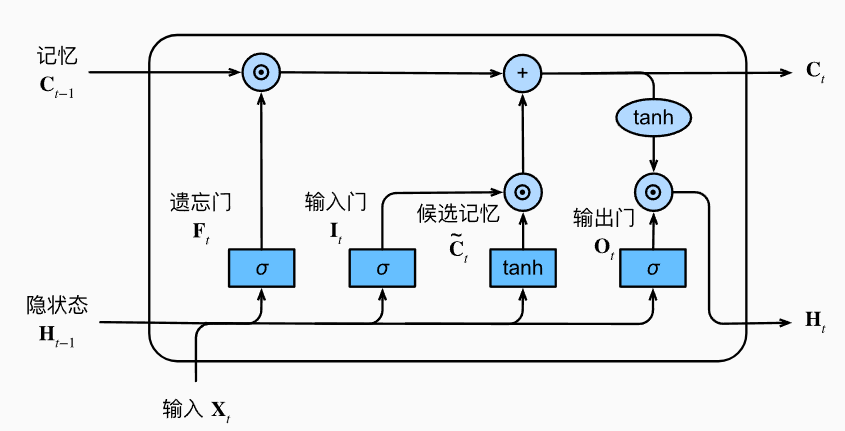 记忆
C_{t−1}
⊙
+
C_t
tanh
遗忘门
F_t
输入门
I_t
⊙
候选记忆
C̃_t
输出门
O_t
⊙
σ
σ
tanh
σ
隐状态
H_{t−1}
H_t
输入 X_t